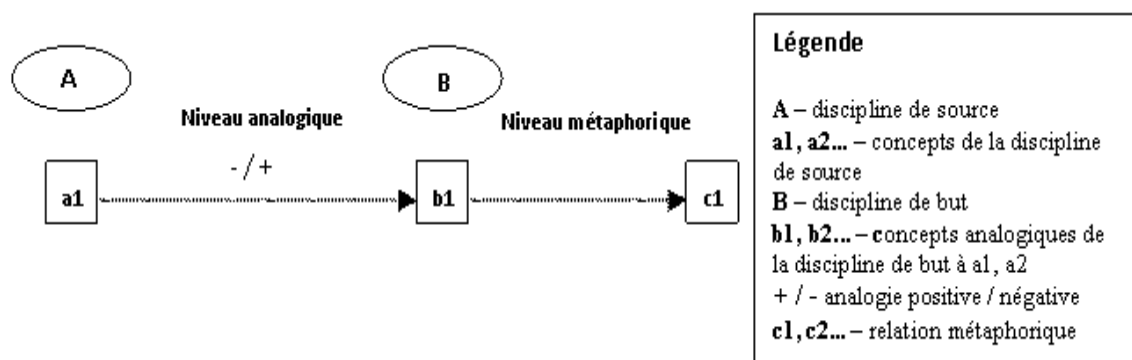 A
B
Niveau analogique
Niveau métaphorique
- / +
a1
b1
c1
Légende
A – discipline de source
a1, a2... – concepts de la discipline
de source
B – discipline de but
b1, b2... – concepts analogiques de
la discipline de but à a1, a2
+ / - analogie positive / négative
c1, c2... – relation métaphorique